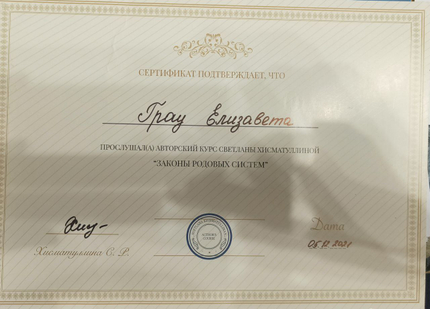 СЕРТИФИКАТ ПОДТВЕРЖДАЕТ, ЧТО
Грау Елизавета
ПРОСЛУШАЛ(А) АВТОРСКИЙ КУРС СВЕТЛАНЫ ХИСМАТУЛЛИНОЙ
“ЗАКОНЫ РОДОВЫХ СИСТЕМ”
Хисматуллина С. Р.
Дата
05.12.2021